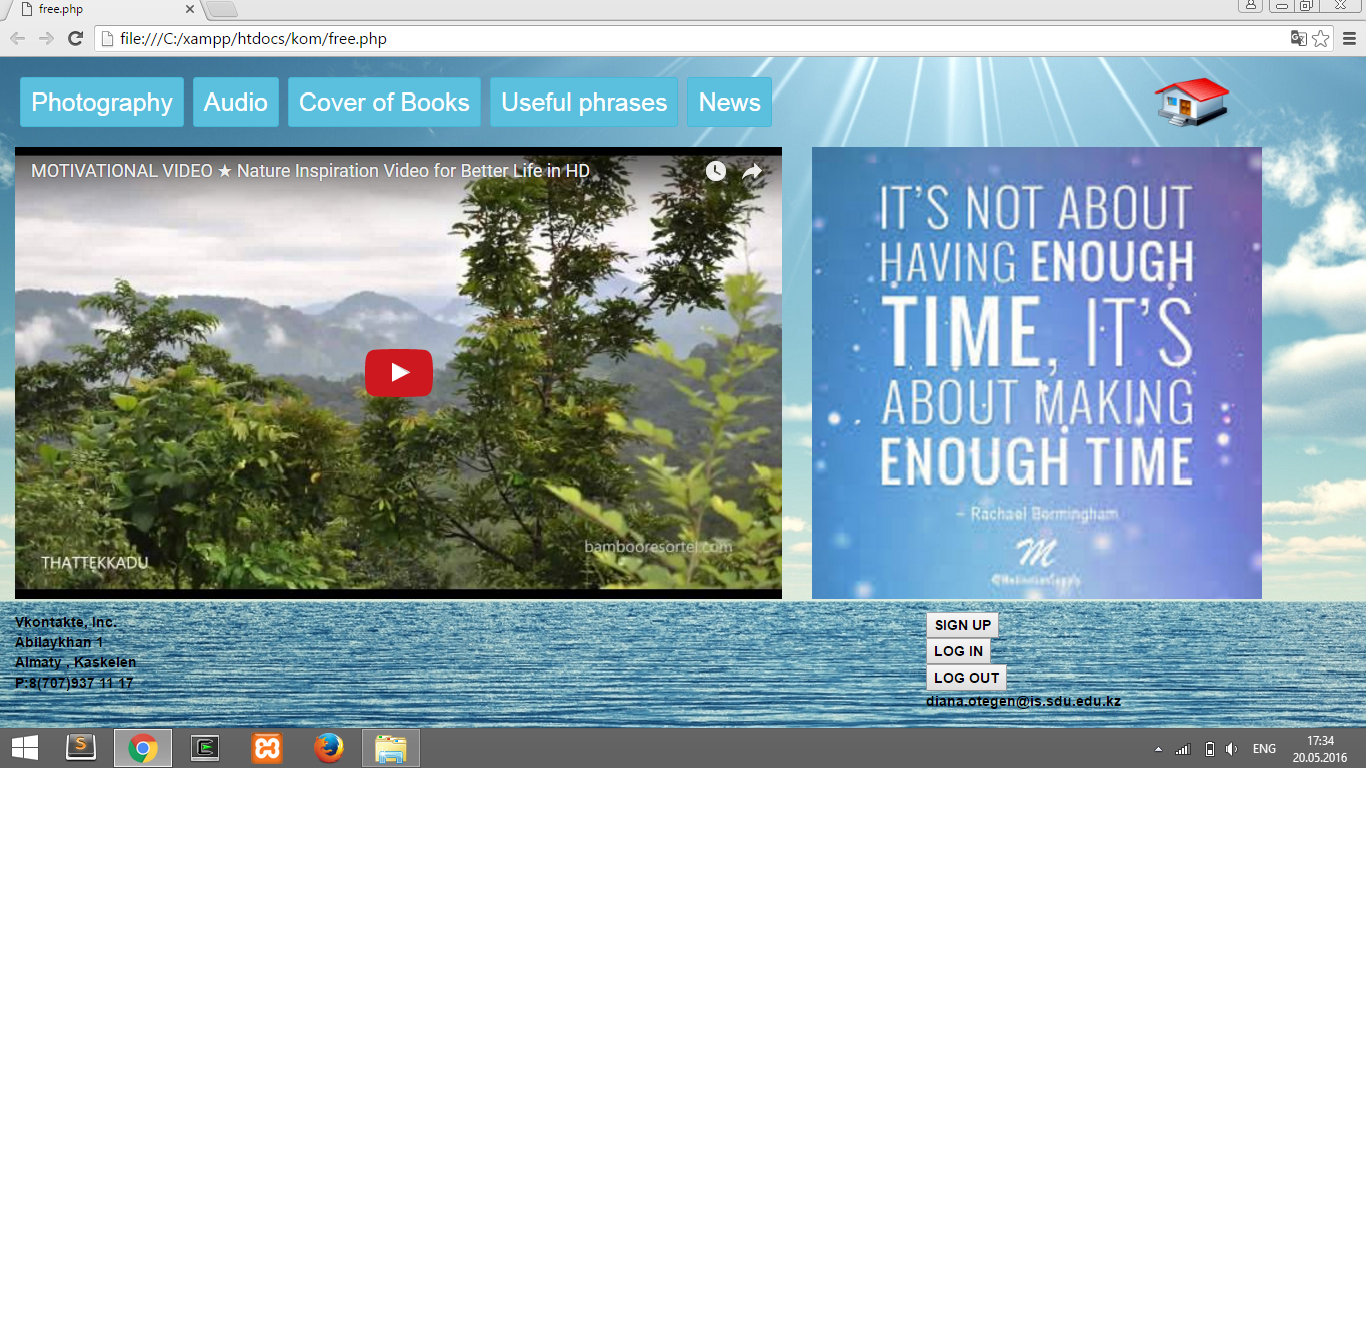 free.php
file:///C:/xampp/htdocs/kom/free.php
Photography Audio Cover of Books Useful phrases News
MOTIVATIONAL VIDEO ★ Nature Inspiration Video for Better Life in HD
THATTEKKADU
bambooresortel.com
IT'S NOT ABOUT
HAVING ENOUGH
TIME, IT'S
ABOUT MAKING
ENOUGH TIME
~ Rachael Bermingham
M
Vkontakte, Inc.
Abilaykhan 1
Almaty , Kaskelen
P:8(707)937 11 17
SIGN UP
LOG IN
LOG OUT
diana.otegen@is.sdu.edu.kz
ENG
17:34
20.05.2016